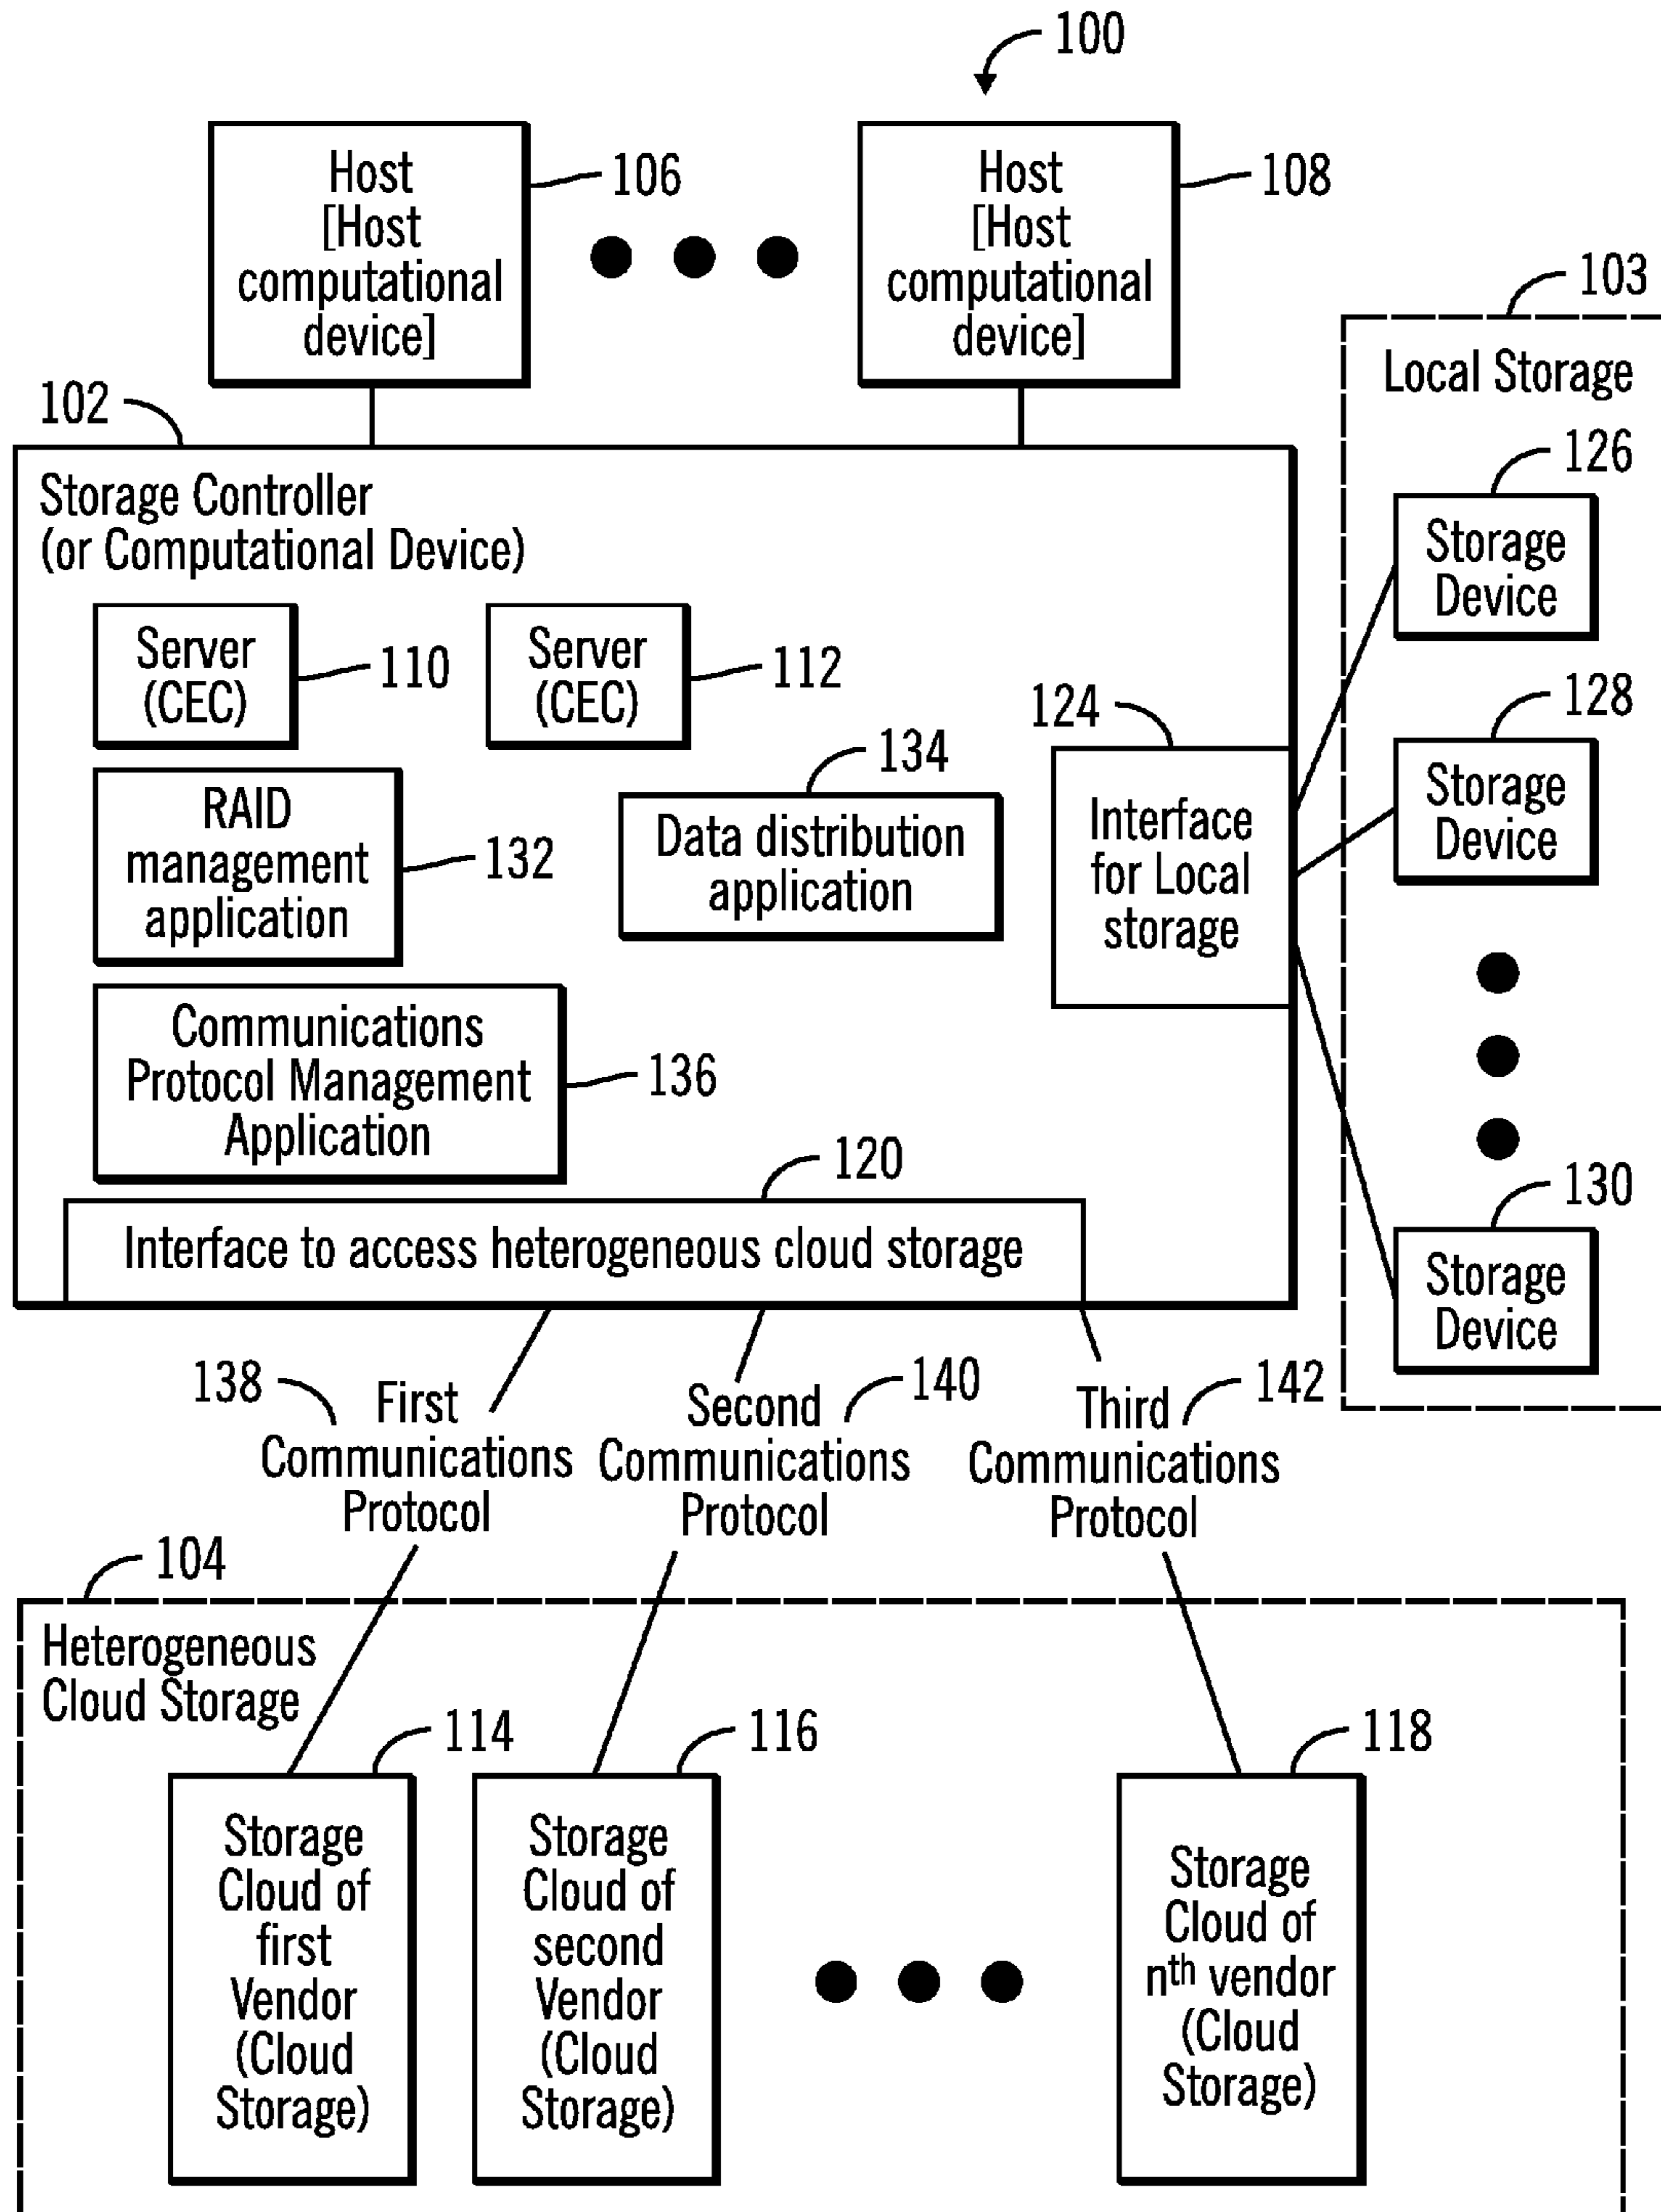 100
Host
[Host
computational
device]
106
Host
[Host
computational
device]
108
103
Local Storage
102
Storage Controller
(or Computational Device)
Server
(CEC)
110
Server
(CEC)
112
124
Interface
for Local
storage
126
Storage
Device
128
Storage
Device
130
Storage
Device
RAID
management
application
132
134
Data distribution
application
Communications
Protocol Management
Application
136
120
Interface to access heterogeneous cloud storage
138
First
Communications
Protocol
140
Second
Communications
Protocol
142
Third
Communications
Protocol
104
Heterogeneous
Cloud Storage
114
Storage
Cloud of
first
Vendor
(Cloud
Storage)
116
Storage
Cloud of
second
Vendor
(Cloud
Storage)
118
Storage
Cloud of
nth vendor
(Cloud
Storage)